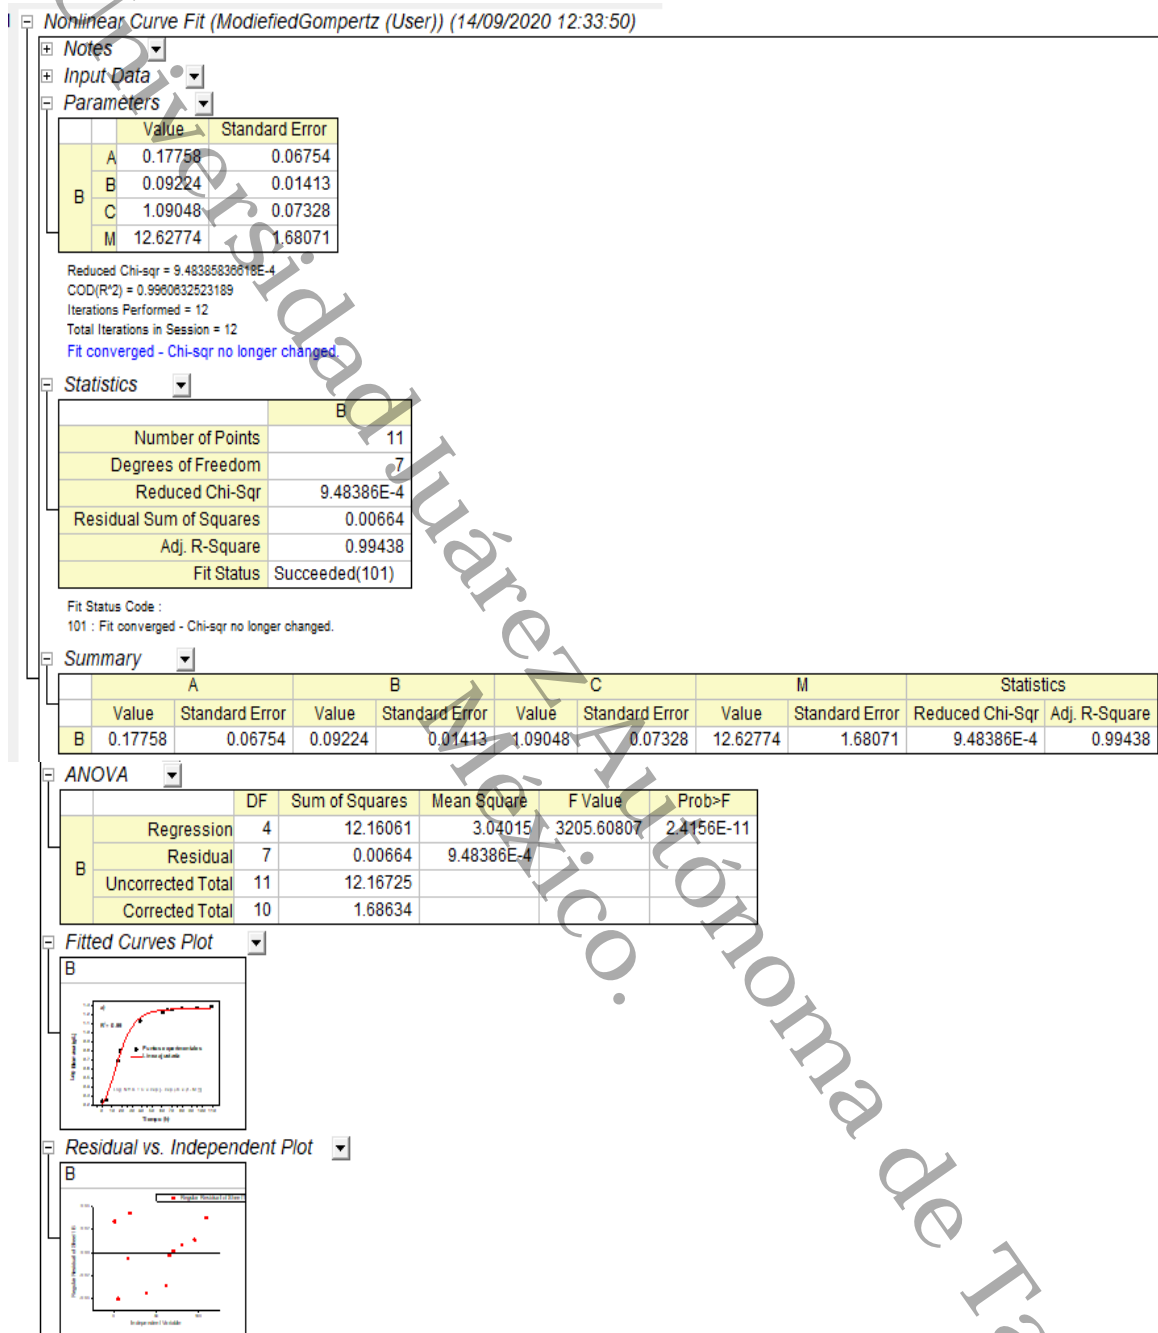 Nonlinear Curve Fit (ModiefiedGompertz (User)) (14/09/2020 12:33:50)
Notes
Input Data
Parameters
Value Standard Error
B
A 0.17758 0.06754
B 0.09224 0.01413
C 1.09048 0.07328
M 12.62774 1.68071
Reduced Chi-sqr = 9.48385836618E-4
COD(R^2) = 0.9960632523189
Iterations Performed = 12
Total Iterations in Session = 12
Fit converged - Chi-sqr no longer changed.
Statistics
B
Number of Points 11
Degrees of Freedom 7
Reduced Chi-Sqr 9.48386E-4
Residual Sum of Squares 0.00664
Adj. R-Square 0.99438
Fit Status Succeeded(101)
Fit Status Code :
101 : Fit converged - Chi-sqr no longer changed.
Summary
A B C M Statistics
Value Standard Error Value Standard Error Value Standard Error Value Standard Error Reduced Chi-Sqr Adj. R-Square
B 0.17758 0.06754 0.09224 0.01413 1.09048 0.07328 12.62774 1.68071 9.48386E-4 0.99438
ANOVA
DF Sum of Squares Mean Square F Value Prob>F
B
Regression 4 12.16061 3.04015 3205.60807 2.4156E-11
Residual 7 0.00664 9.48386E-4
Uncorrected Total 11 12.16725
Corrected Total 10 1.68634
Fitted Curves Plot
B
a)
Puntos experimentales
Linea ajustada
Tiempo (h)
Residual vs. Independent Plot
B
Independent Variable
Universidad Juárez Autónoma de Ta
México.